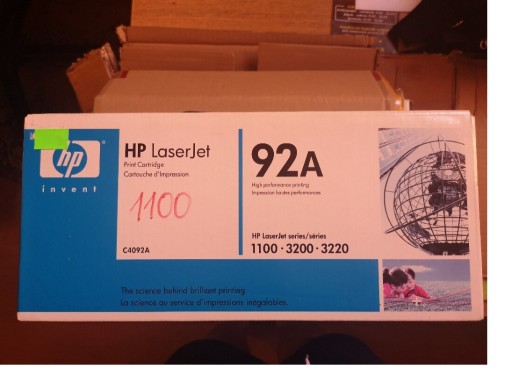 hp
invent
HP LaserJet
Print Cartridge
Cartouche d'Impression
1100
C4092A
92A
High performance printing
Impression hautes performances
HP LaserJet series/séries
1100 · 3200 · 3220
The science behind brilliant printing.
La science au service d'impressions inégalables.